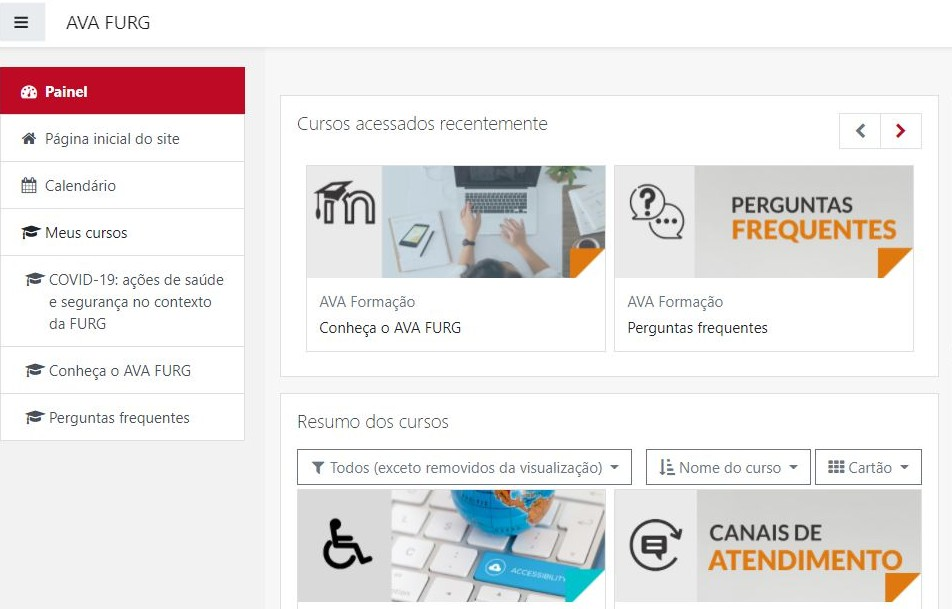 AVA FURG
Painel
Página inicial do site
Calendário
Meus cursos
COVID-19: ações de saúde
e segurança no contexto
da FURG
Conheça o AVA FURG
Perguntas frequentes
Cursos acessados recentemente
PERGUNTAS
FREQUENTES
AVA Formação
Conheça o AVA FURG
AVA Formação
Perguntas frequentes
Resumo dos cursos
Todos (exceto removidos da visualização)
Nome do curso
Cartão
ACCESSIBILITY
CANAIS DE
ATENDIMENTO